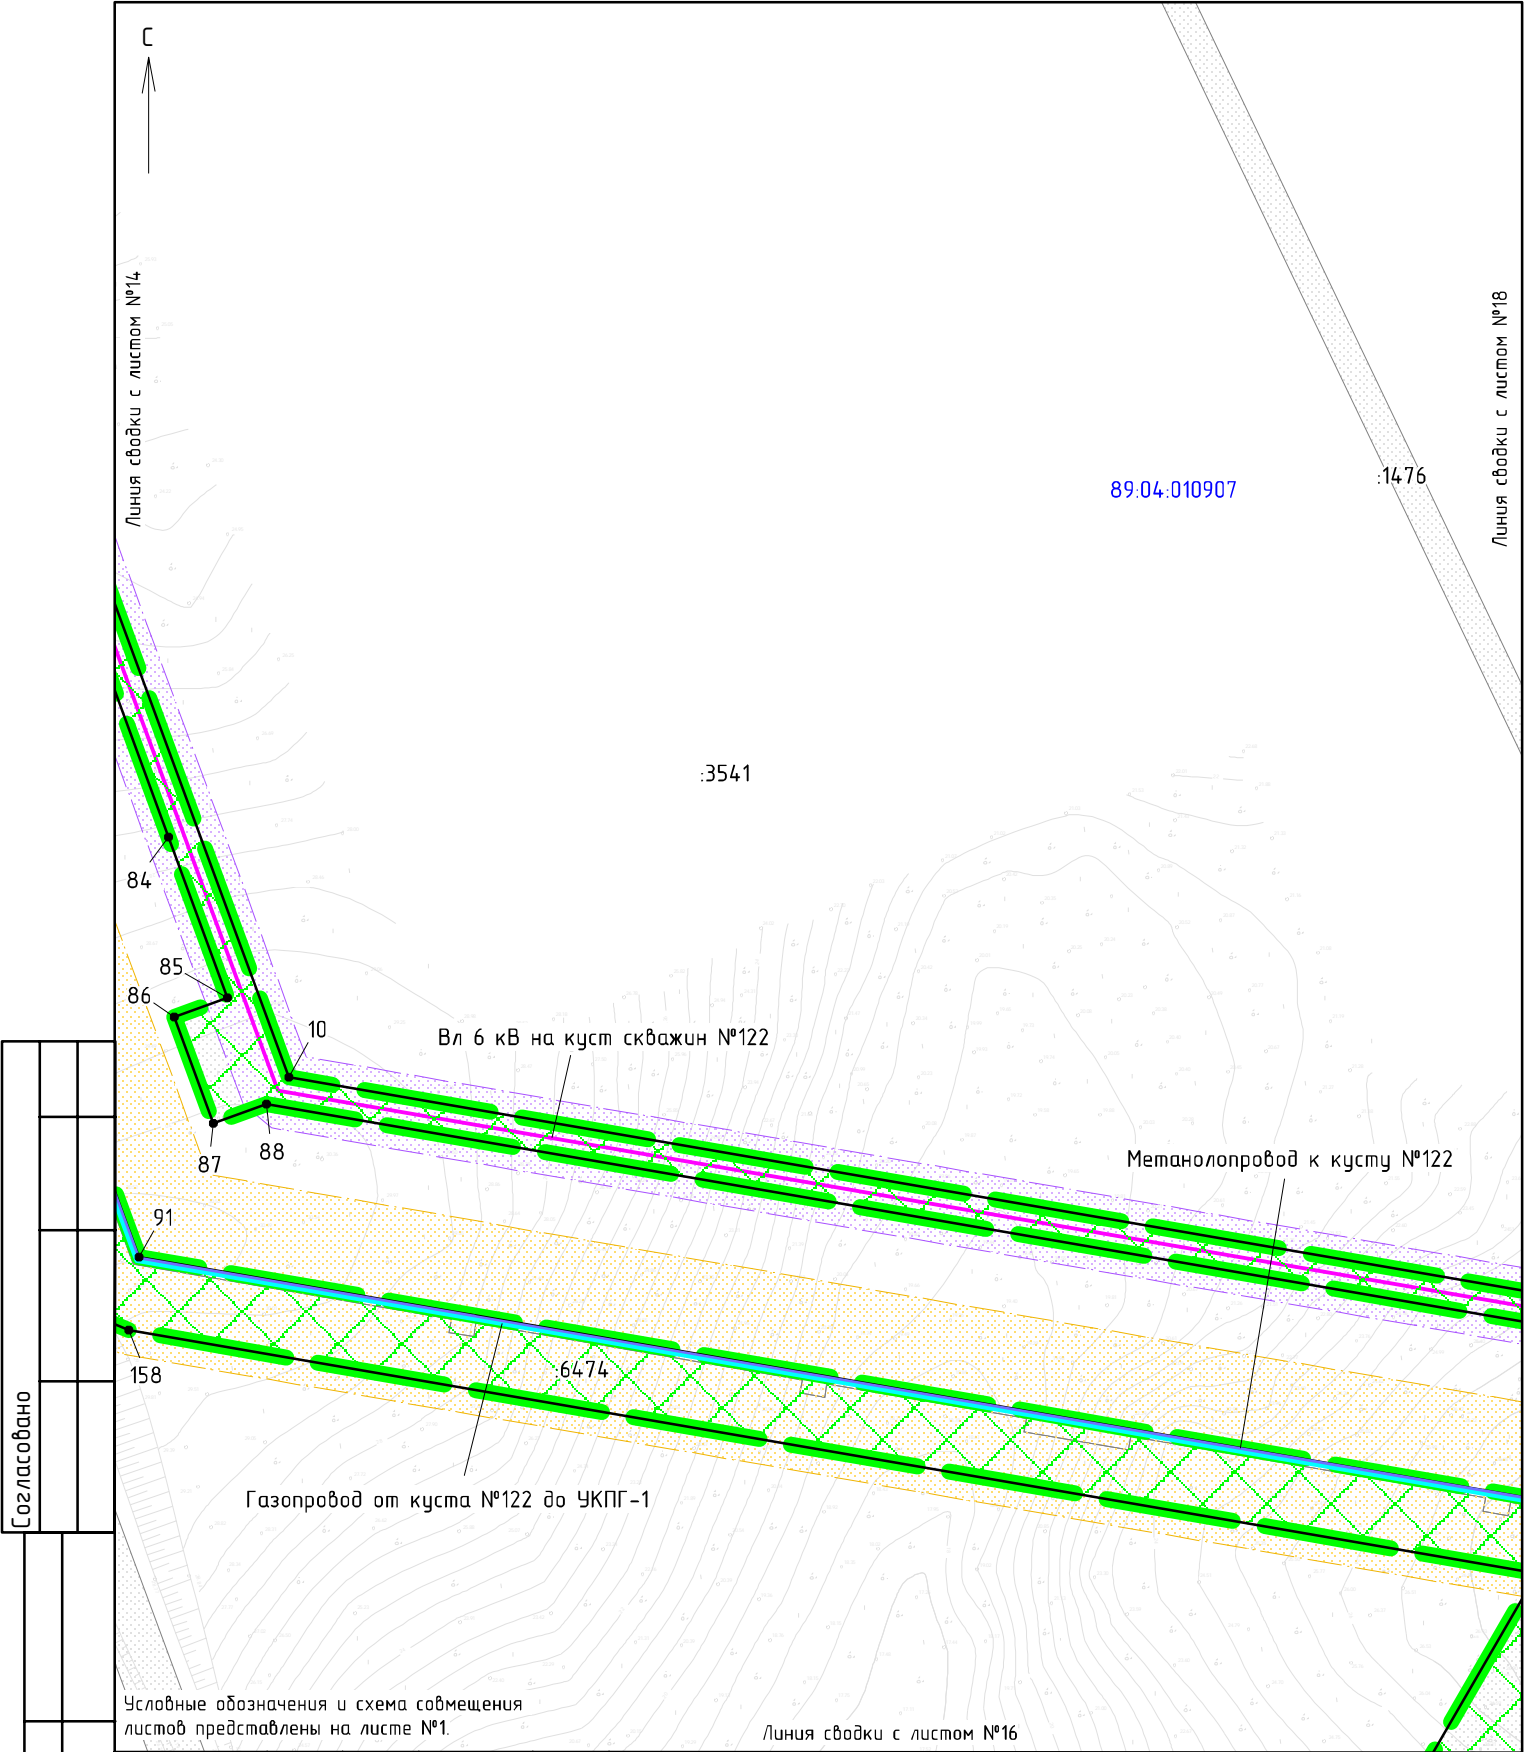 С
Линия сводки с листом №14
Линия сводки с листом №18
:1476
89:04:010907
:3541
84
85
86
10
Вл 6 кВ на куст скважин №122
87
88
Метанолопровод к кусту №122
91
:6474
158
Газопровод от куста №122 до УКПГ-1
Согласовано
Условные обозначения и схема совмещения
листов представлены на листе №1.
Линия сводки с листом №16